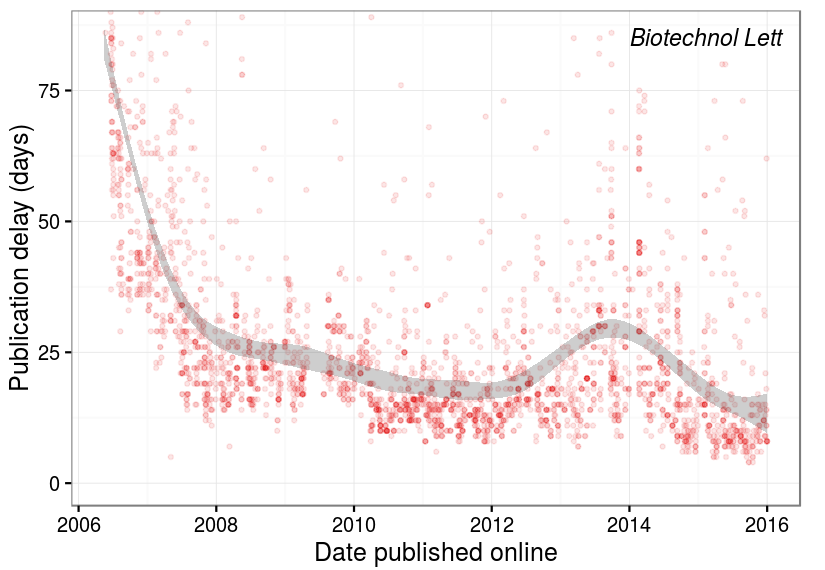 Biotechnol Lett
Publication delay (days)
75
50
25
0
2006 2008 2010 2012 2014 2016
Date published online